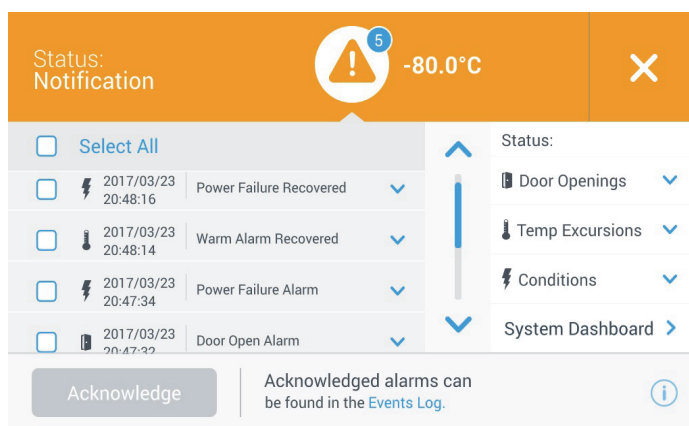 Status:
Notification
5
-80.0°C
Select All
2017/03/23
20:48:16
Power Failure Recovered
2017/03/23
20:48:14
Warm Alarm Recovered
2017/03/23
20:47:34
Power Failure Alarm
2017/03/23
20:47:32
Door Open Alarm
Status:
Door Openings
Temp Excursions
Conditions
System Dashboard
Acknowledge
Acknowledged alarms can
be found in the Events Log.